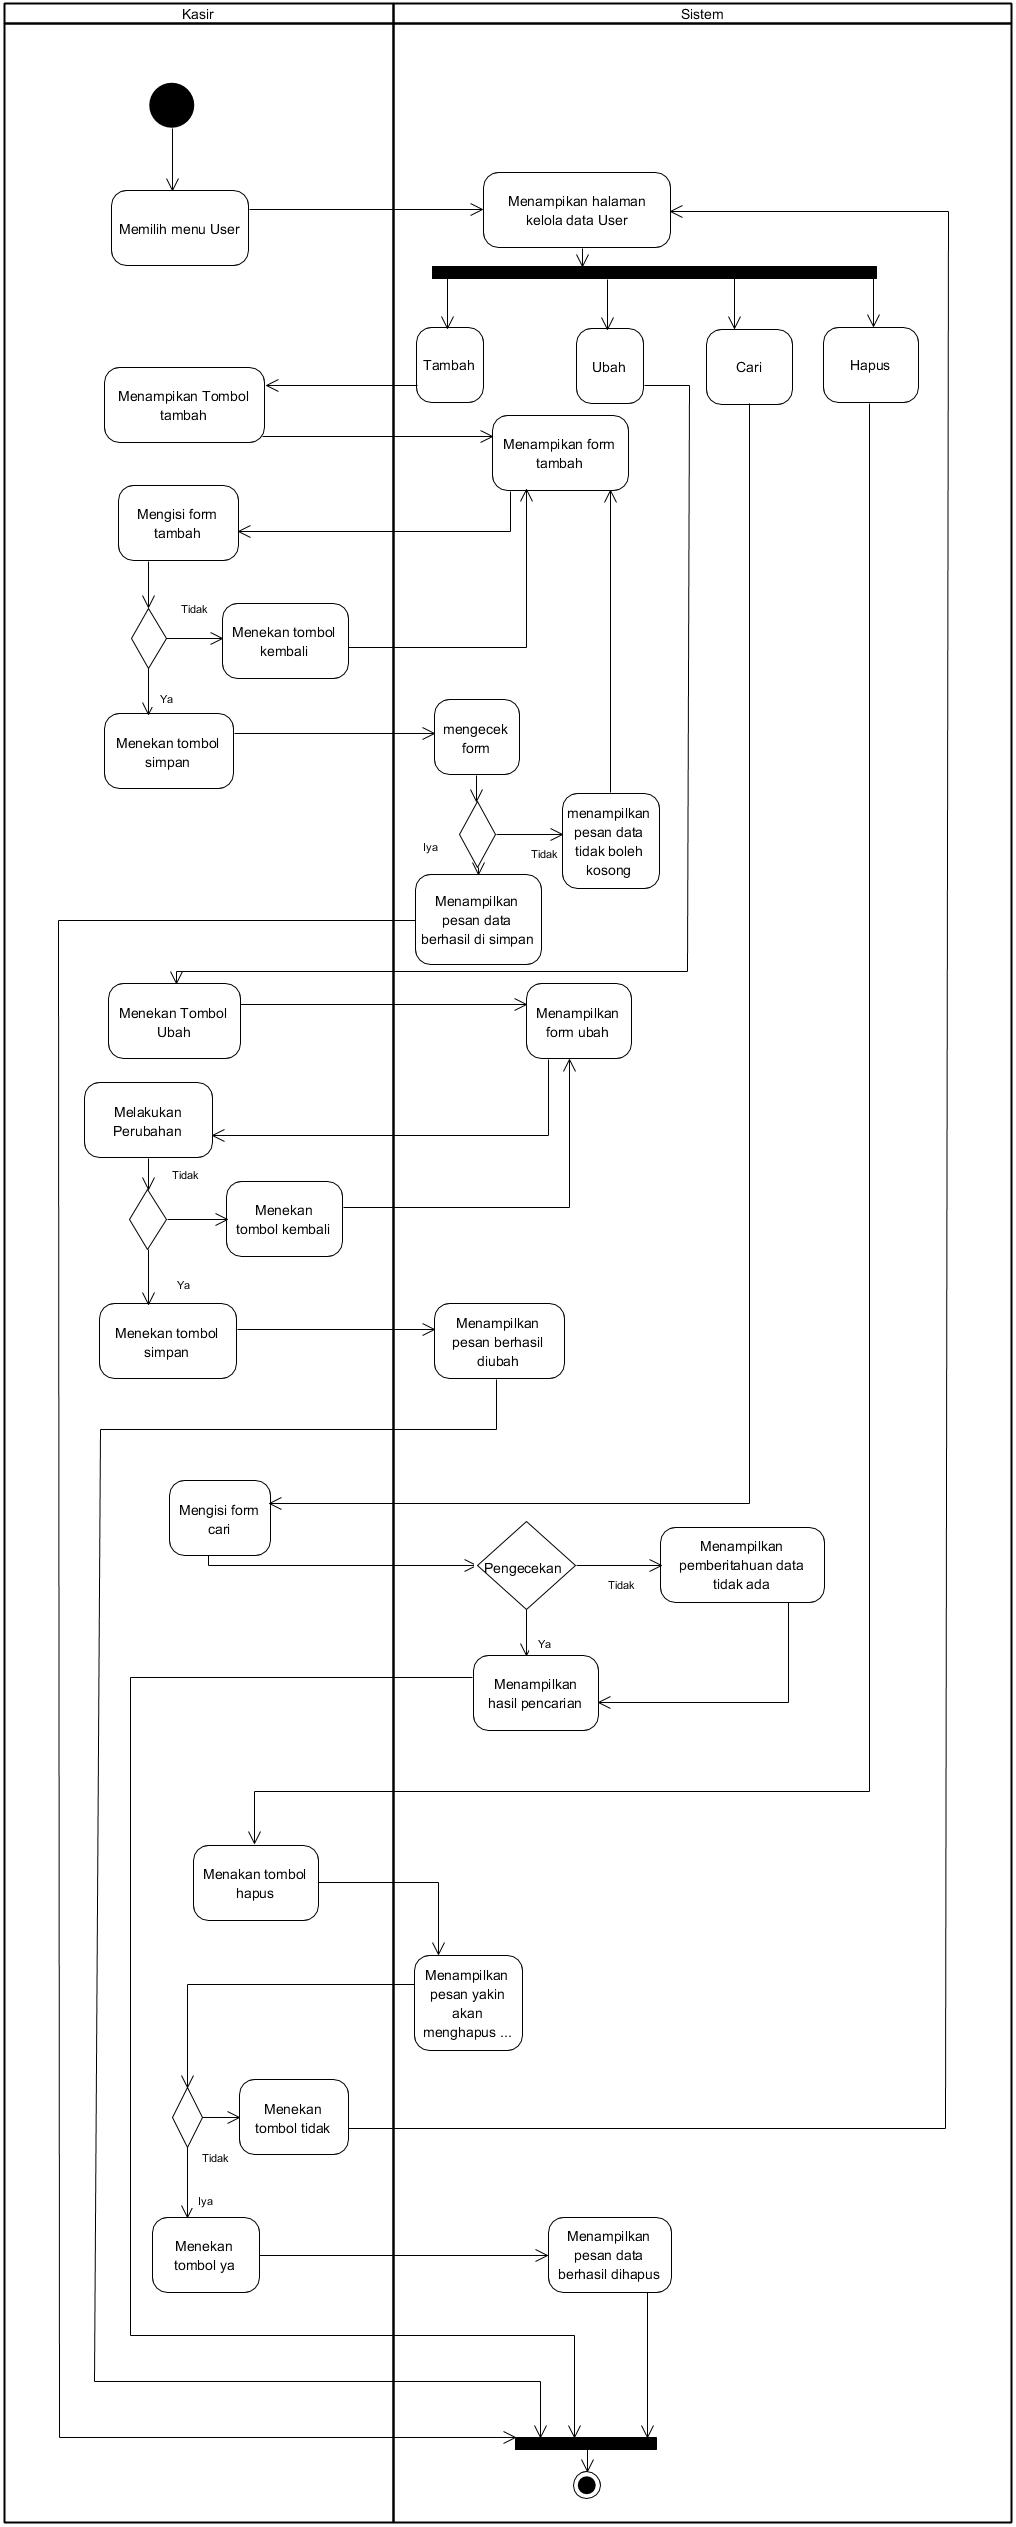 Kasir
Sistem
Memilih menu User
Menampikan halaman
kelola data User
Tambah
Ubah
Cari
Hapus
Menampikan Tombol
tambah
Menampikan form
tambah
Mengisi form
tambah
Tidak
Menekan tombol
kembali
Ya
Menekan tombol
simpan
mengecek
form
Iya
Tidak
menampilkan
pesan data
tidak boleh
kosong
Menampilkan
pesan data
berhasil di simpan
Menekan Tombol
Ubah
Menampilkan
form ubah
Melakukan
Perubahan
Tidak
Menekan
tombol kembali
Ya
Menekan tombol
simpan
Menampilkan
pesan berhasil
diubah
Mengisi form
cari
Pengecekan
Tidak
Menampilkan
pemberitahuan data
tidak ada
Ya
Menampilkan
hasil pencarian
Menakan tombol
hapus
Menampilkan
pesan yakin
akan
menghapus ...
Menekan
tombol tidak
Tidak
Iya
Menekan
tombol ya
Menampilkan
pesan data
berhasil dihapus